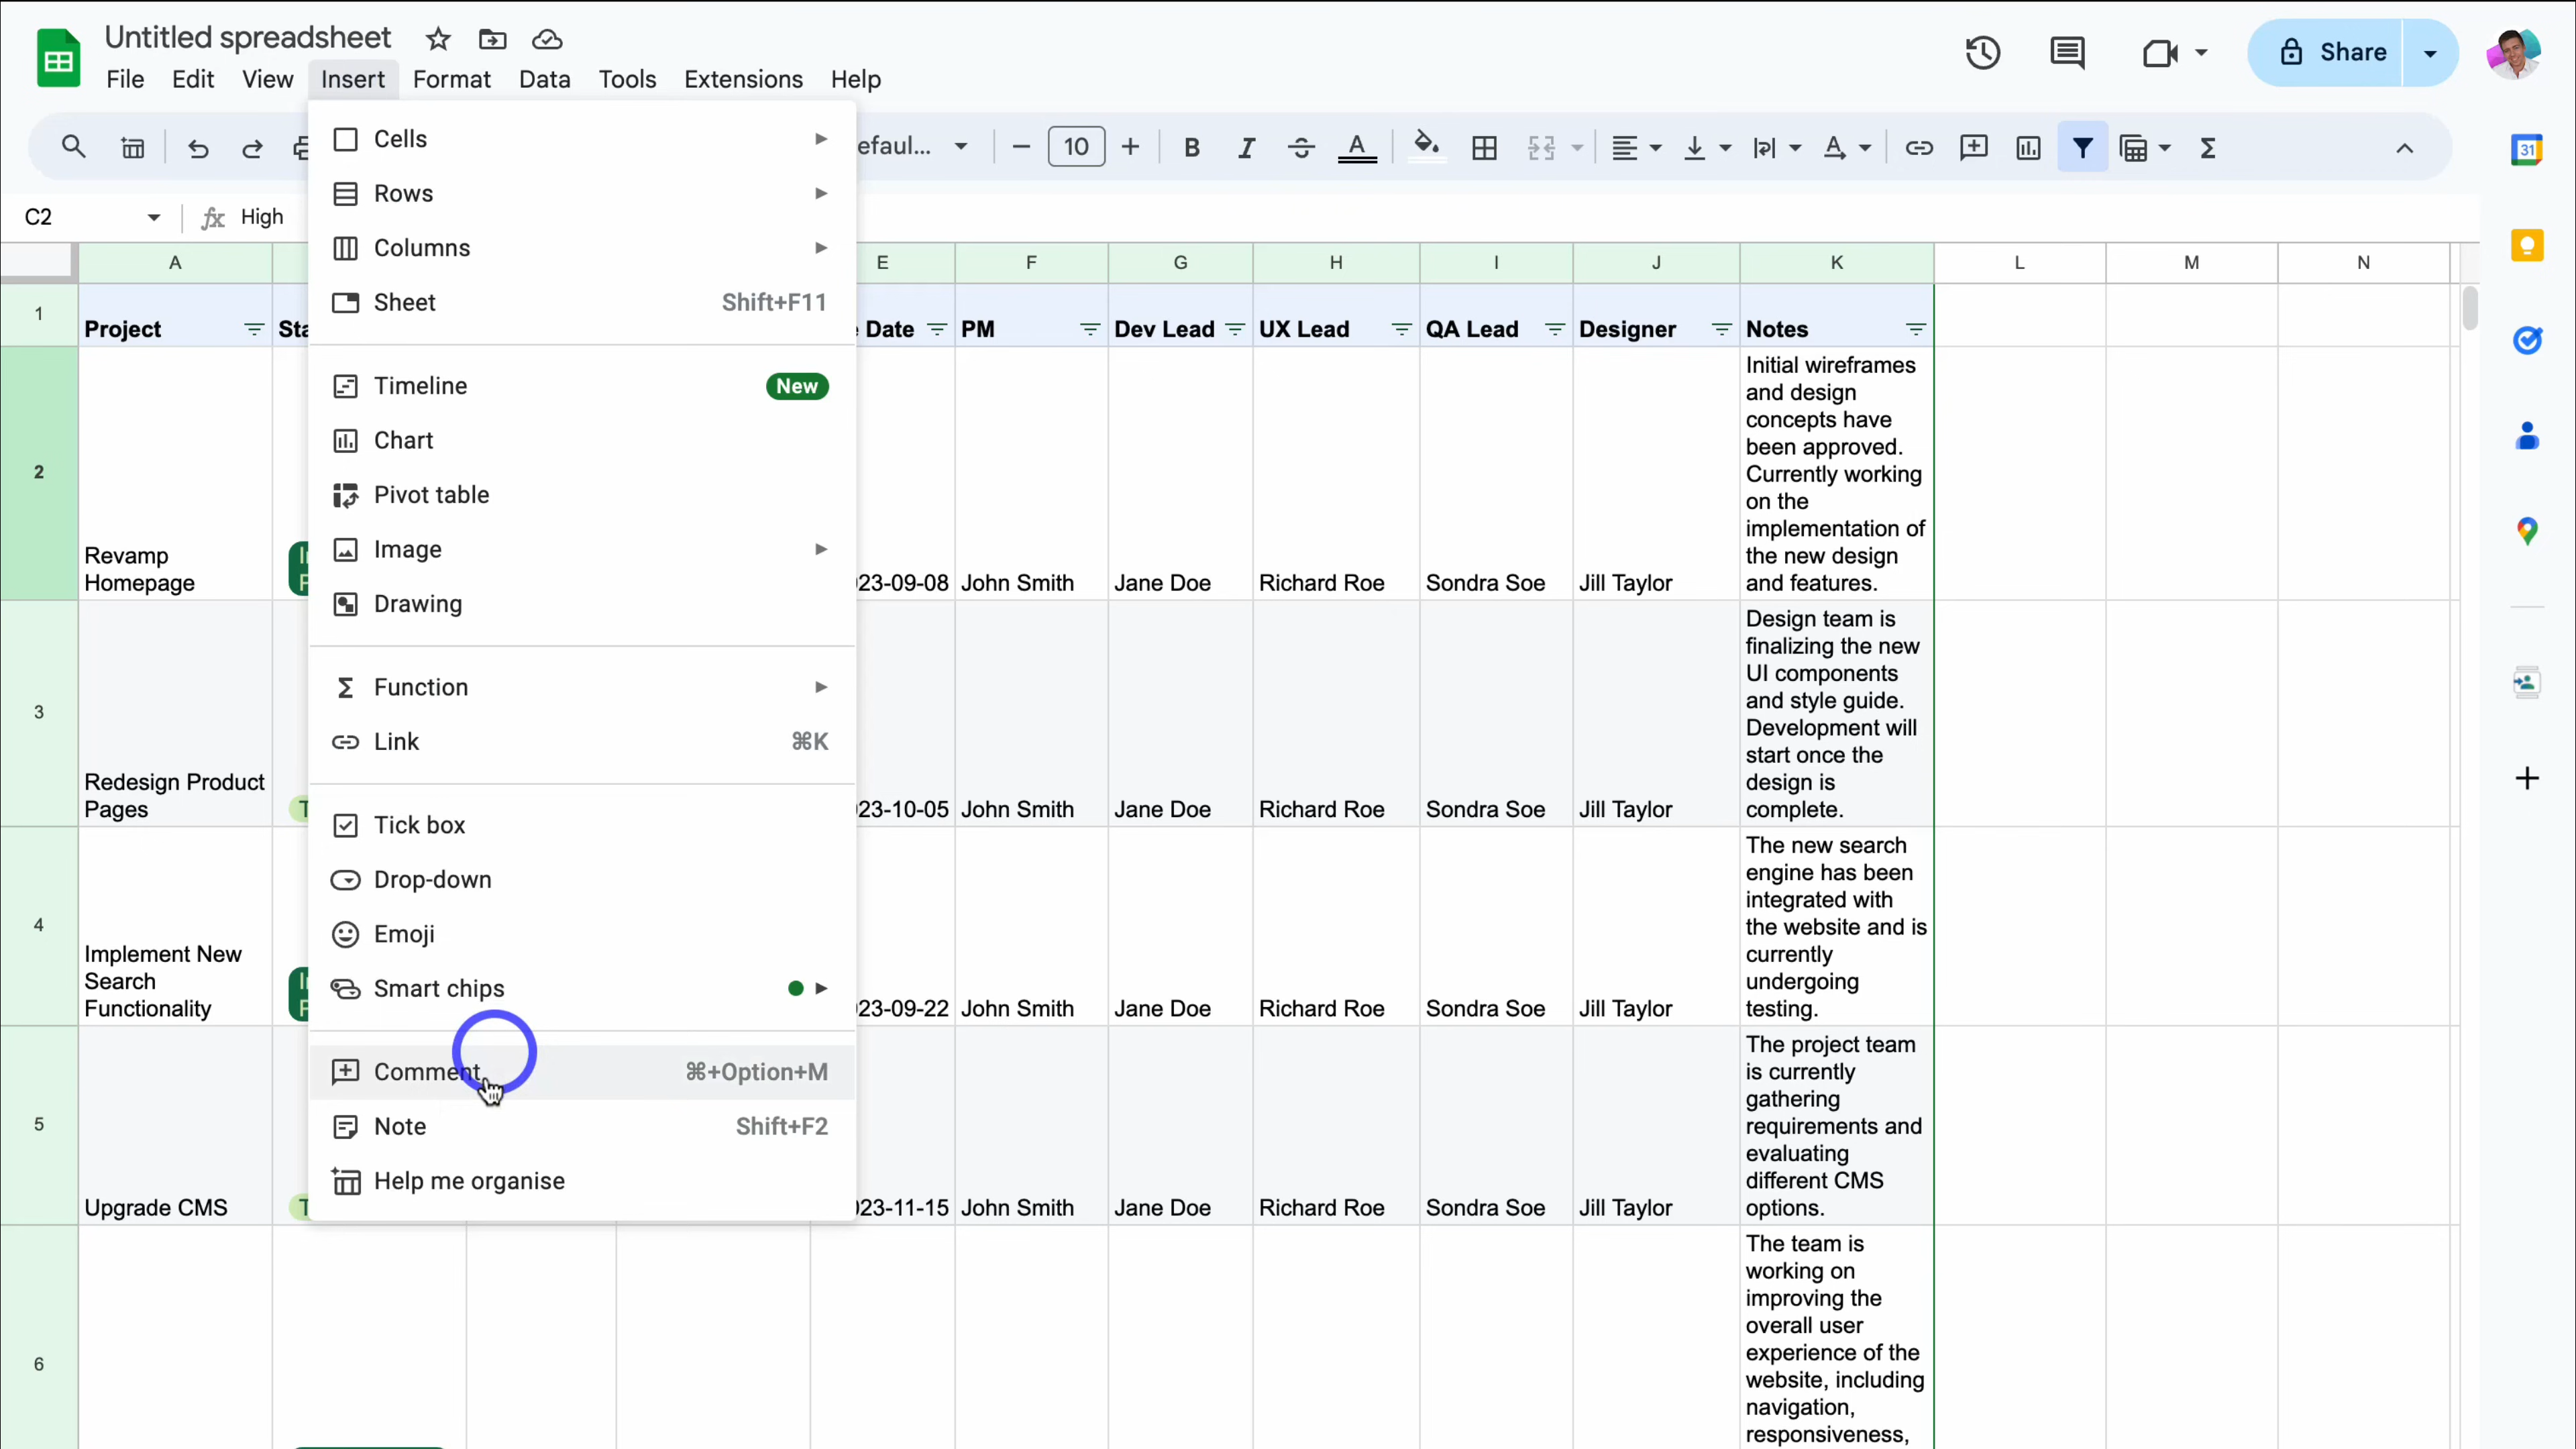 Untitled spreadsheet
File Edit View Insert Format Data Tools Extensions Help
Share
10
31
C2 High
Cells
Rows
Columns
Sheet Shift+F11
Timeline New
Chart
Pivot table
Image
Drawing
Function
Link ⌘K
Tick box
Drop-down
Emoji
Smart chips
Comment ⌘+Option+M
Note Shift+F2
Help me organise
A E F G H I J K L M N
1 Project Date PM Dev Lead UX Lead QA Lead Designer Notes
2
Revamp
Homepage
23-09-08 John Smith Jane Doe Richard Roe Sondra Soe Jill Taylor
Initial wireframes
and design
concepts have
been approved.
Currently working
on the
implementation of
the new design
and features.
3
Redesign Product
Pages
23-10-05 John Smith Jane Doe Richard Roe Sondra Soe Jill Taylor
Design team is
finalizing the new
UI components
and style guide.
Development will
start once the
design is
complete.
4
Implement New
Search
Functionality
23-09-22 John Smith Jane Doe Richard Roe Sondra Soe Jill Taylor
The new search
engine has been
integrated with
the website and is
currently
undergoing
testing.
5
Upgrade CMS
23-11-15 John Smith Jane Doe Richard Roe Sondra Soe Jill Taylor
The project team
is currently
gathering
requirements and
evaluating
different CMS
options.
6
The team is
working on
improving the
overall user
experience of the
website, including
navigation,
responsiveness,